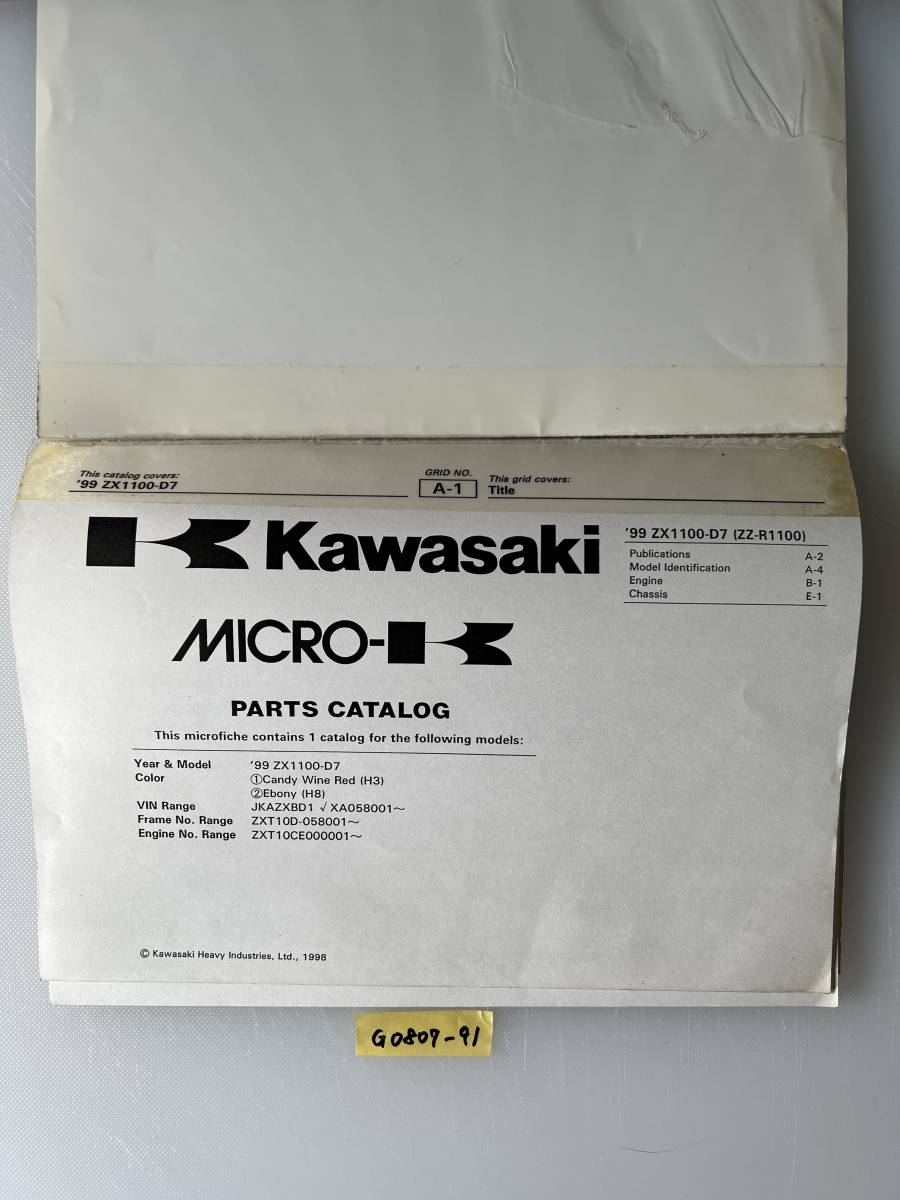 This catalog covers:
'99 ZX1100-D7
GRID NO.
A-1
This grid covers:
Title
Kawasaki
MICRO-K
PARTS CATALOG
This microfiche contains 1 catalog for the following models:
Year & Model '99 ZX1100-D7
Color ①Candy Wine Red (H3)
②Ebony (H8)
VIN Range JKAZXBD1 √ XA058001～
Frame No. Range ZXT10D-058001～
Engine No. Range ZXT10CE000001～
© Kawasaki Heavy Industries, Ltd., 1998
'99 ZX1100-D7 (ZZ-R1100)
Publications A-2
Model Identification A-4
Engine B-1
Chassis E-1
G0807-91